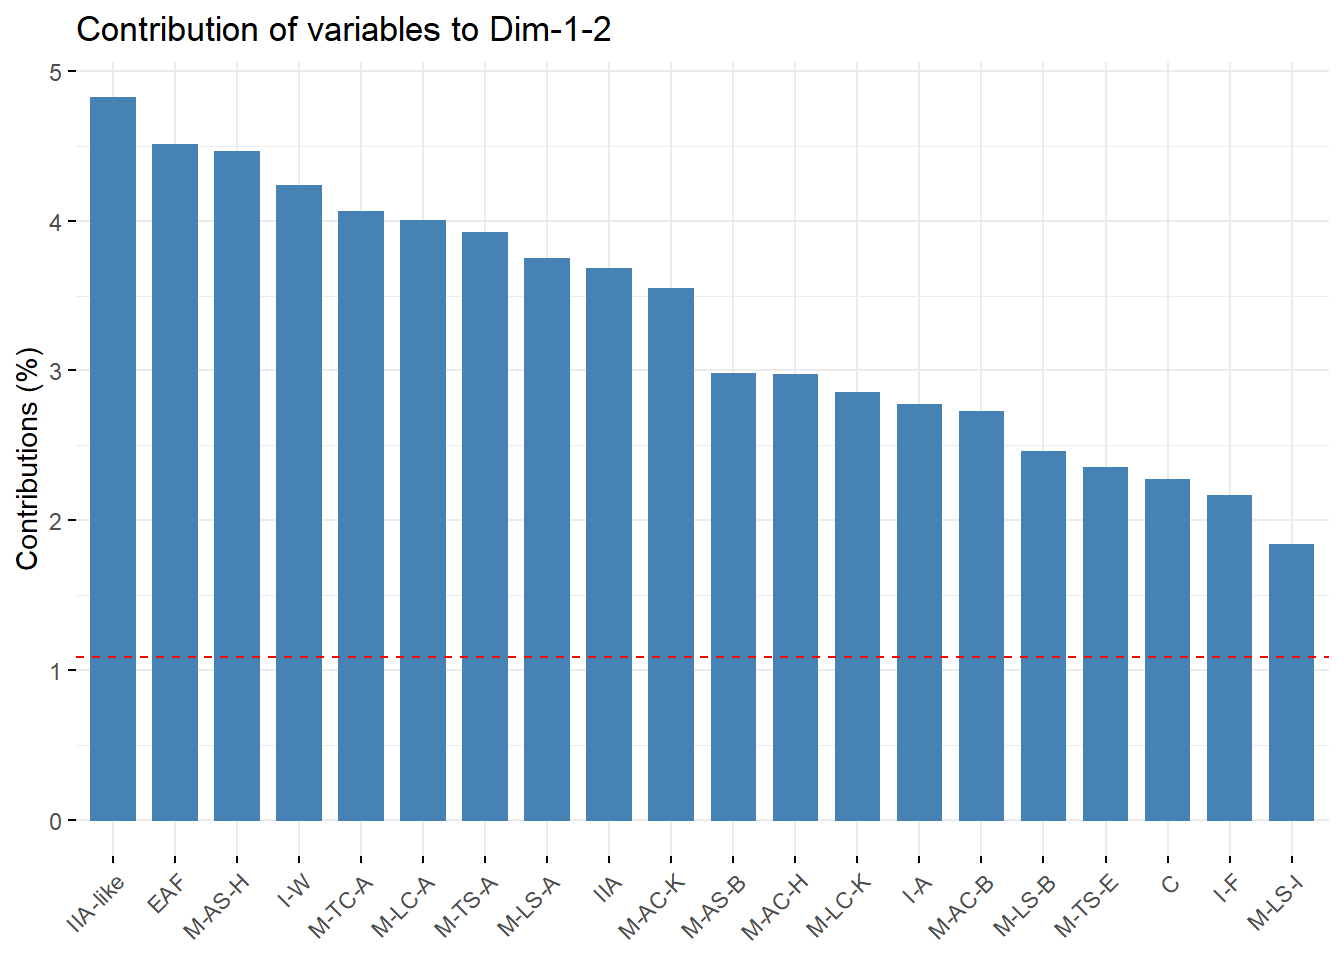 Contribution of variables to Dim-1-2
Contributions (%)
5
4
3
2
1
0
IIA-like
EAF
M-AS-H
I-W
M-TC-A
M-LC-A
M-TS-A
M-LS-A
IIA
M-AC-K
M-AS-B
M-AC-H
M-LC-K
I-A
M-AC-B
M-LS-B
M-TS-E
C
I-F
M-LS-I